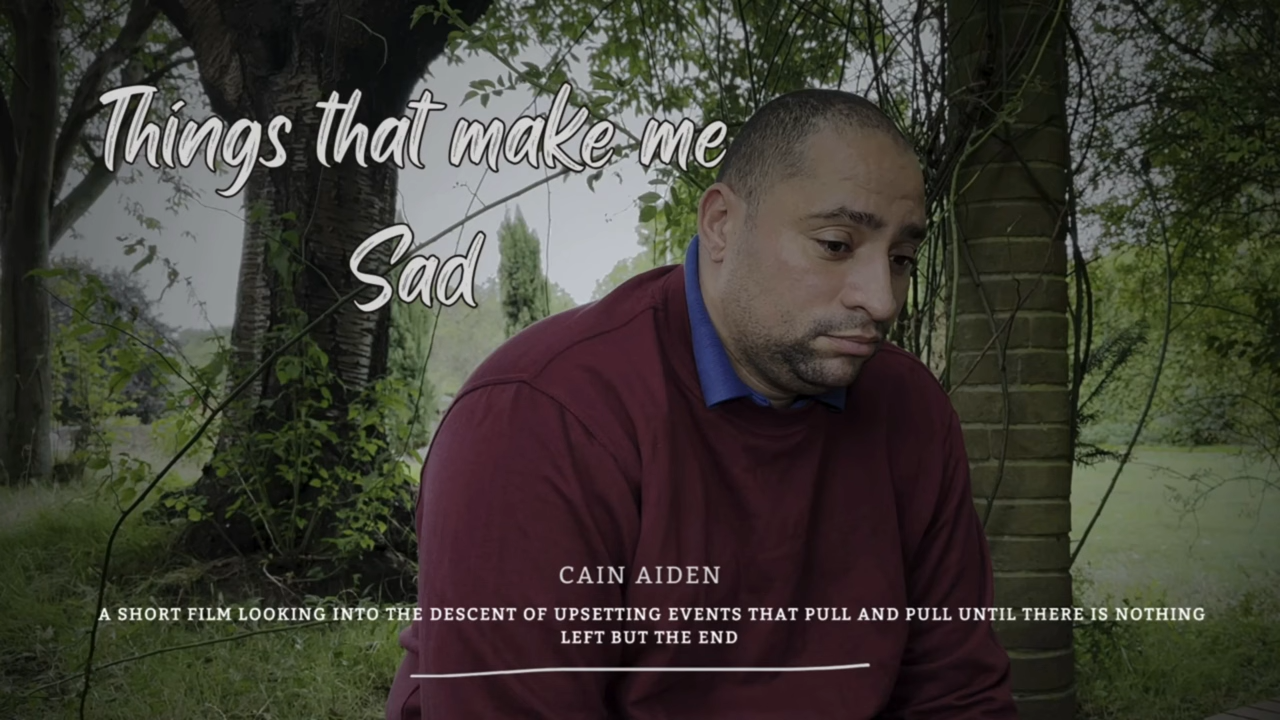 Things that make me
Sad
CAIN AIDEN
A SHORT FILM LOOKING INTO THE DESCENT OF UPSETTING EVENTS THAT PULL AND PULL UNTIL THERE IS NOTHING
LEFT BUT THE END